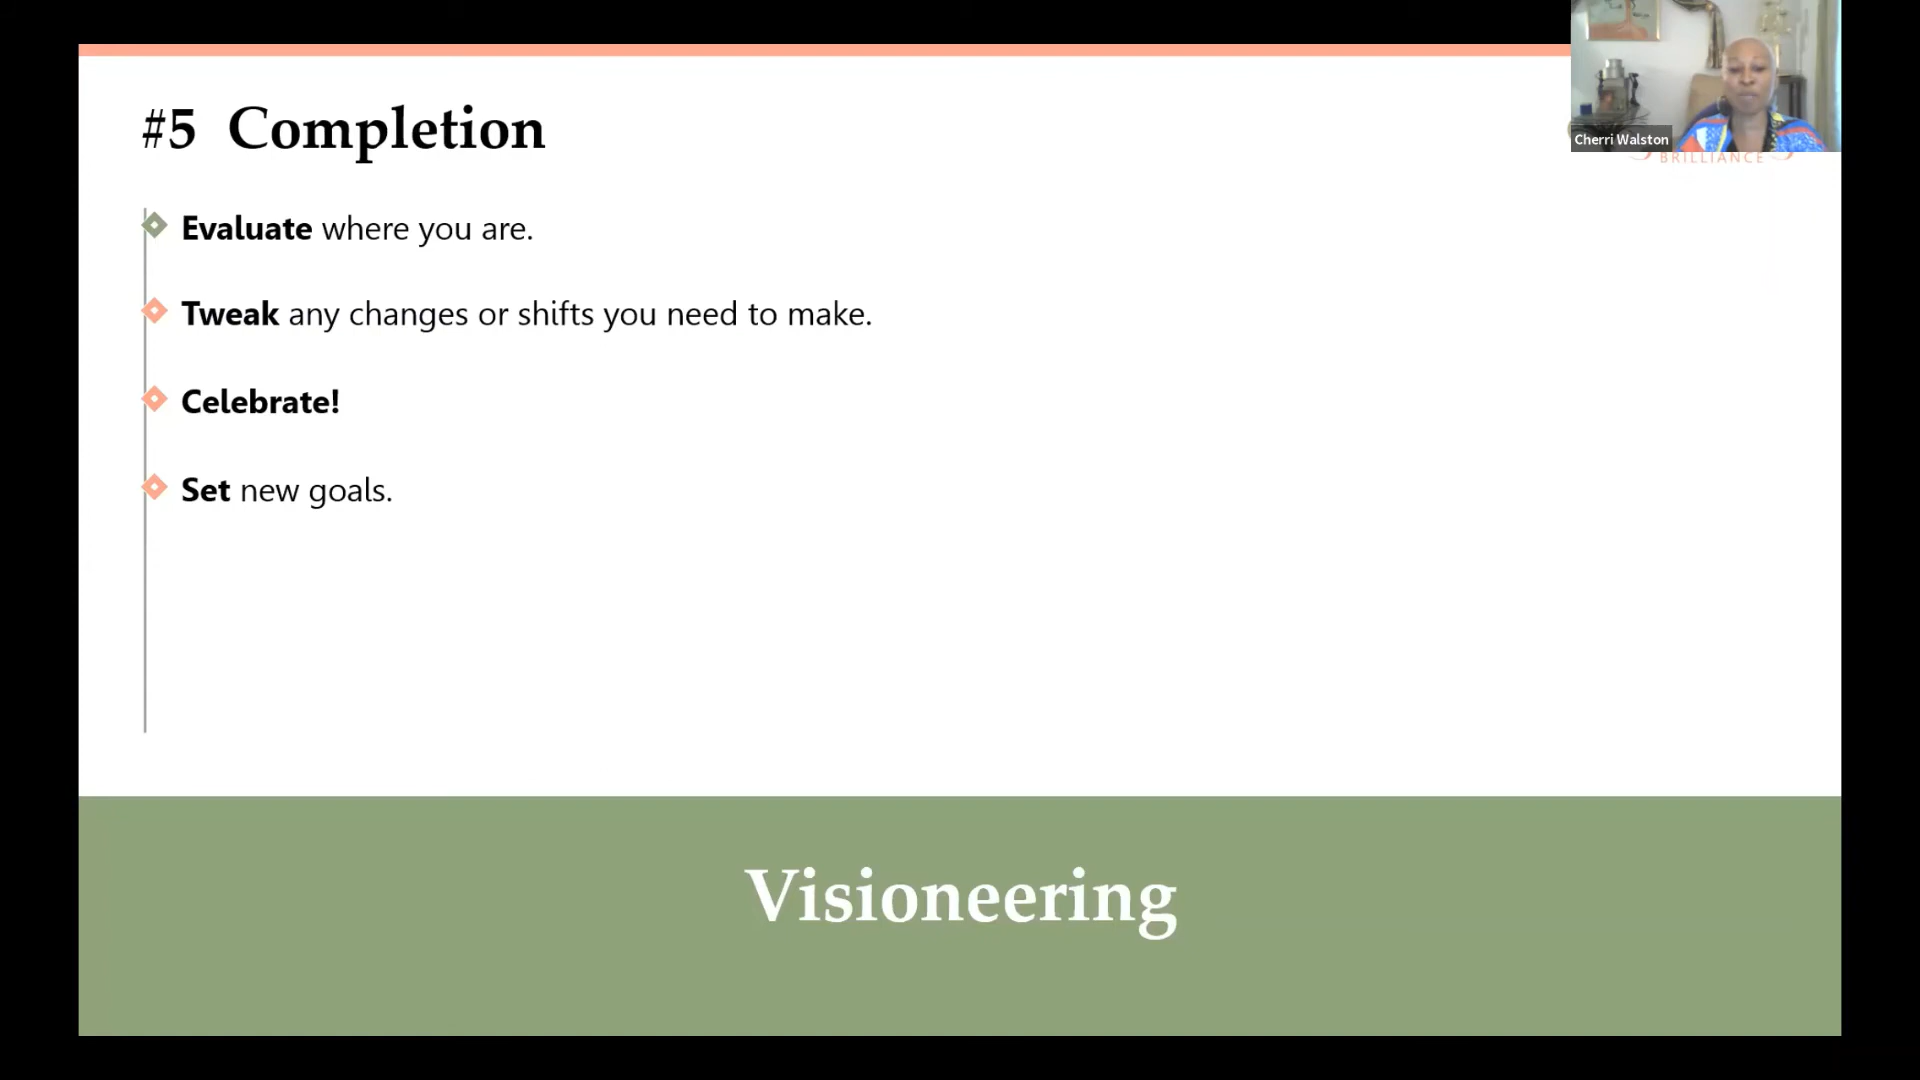 #5 Completion
Cherri Walston
BRILLIANCE
Evaluate where you are.
Tweak any changes or shifts you need to make.
Celebrate!
Set new goals.
Visioneering